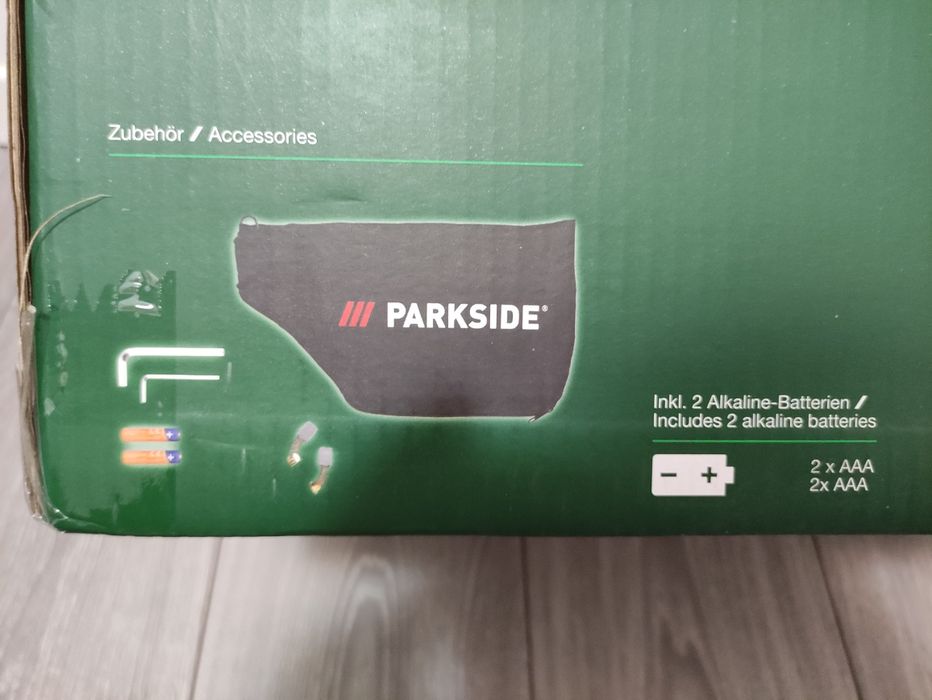 Zubehör / Accessories
PARKSIDE®
Inkl. 2 Alkaline-Batterien /
Includes 2 alkaline batteries
- +
2 x AAA
2x AAA